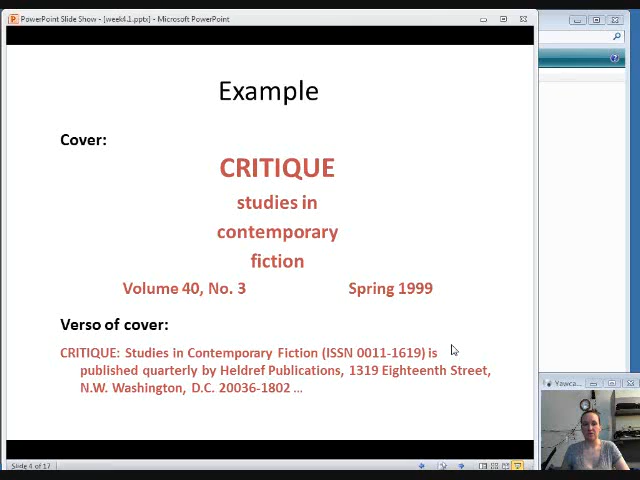 PowerPoint Slide Show - [week4.1.pptx] - Microsoft PowerPoint
Example
Cover:
CRITIQUE
studies in
contemporary
fiction
Volume 40, No. 3 Spring 1999
Verso of cover:
CRITIQUE: Studies in Contemporary Fiction (ISSN 0011-1619) is
published quarterly by Heldref Publications, 1319 Eighteenth Street,
N.W. Washington, D.C. 20036-1802 ...
Slide 4 of 17